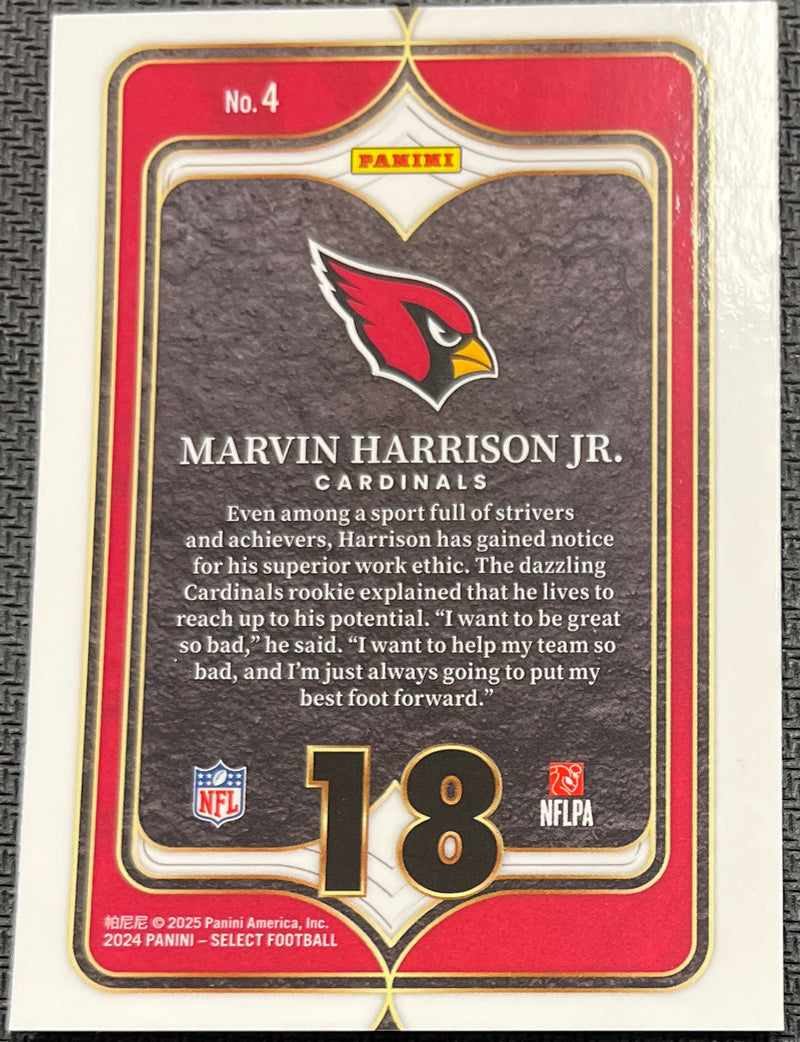 No. 4
PANINI
MARVIN HARRISON JR.
CARDINALS
Even among a sport full of strivers
and achievers, Harrison has gained notice
for his superior work ethic. The dazzling
Cardinals rookie explained that he lives to
reach up to his potential. “I want to be great
so bad,” he said. “I want to help my team so
bad, and I’m just always going to put my
best foot forward.”
NFL
18
NFLPA
帕尼尼 © 2025 Panini America, Inc.
2024 PANINI – SELECT FOOTBALL